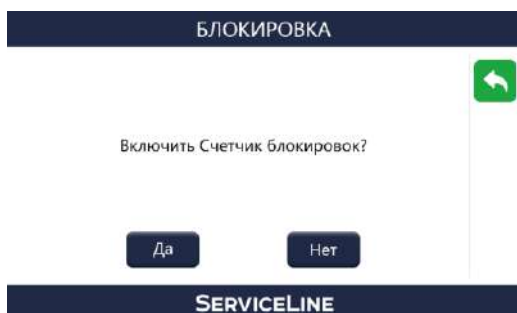 БЛОКИРОВКА
Включить Счетчик блокировок?
Да Нет
SERVICELINE